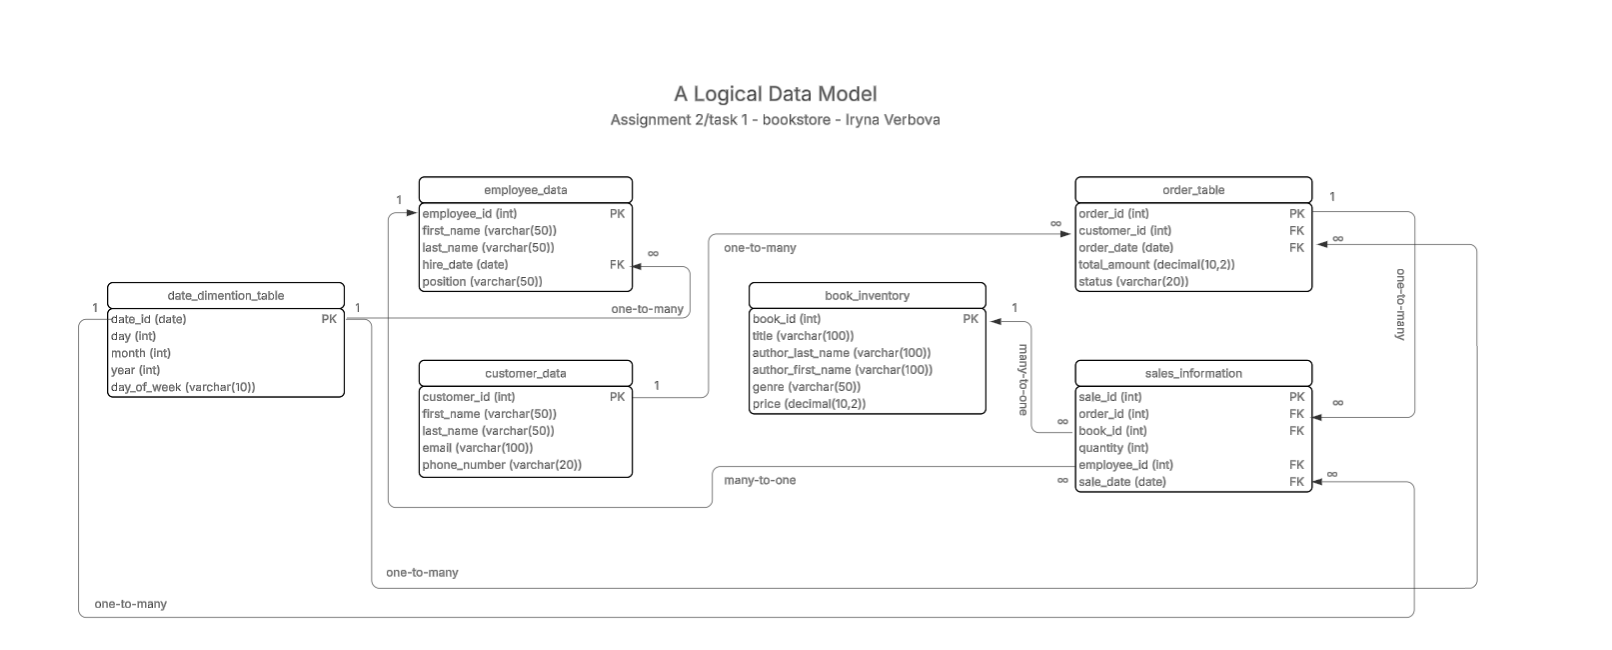 A Logical Data Model
Assignment 2/task 1 - bookstore - Iryna Verbova
employee_data
1
employee_id (int) PK
first_name (varchar(50))
last_name (varchar(50))
hire_date (date) FK
position (varchar(50))
∞
one-to-many
date_dimention_table
1
1
date_id (date) PK
day (int)
month (int)
year (int)
day_of_week (varchar(10))
customer_data
customer_id (int) PK
first_name (varchar(50))
last_name (varchar(50))
email (varchar(100))
phone_number (varchar(20))
1
one-to-many
∞
book_inventory
book_id (int) PK
title (varchar(100))
author_last_name (varchar(100))
author_first_name (varchar(100))
genre (varchar(50))
price (decimal(10,2))
1
many-to-one
∞
order_table
order_id (int) PK
customer_id (int) FK
order_date (date) FK
total_amount (decimal(10,2))
status (varchar(20))
1
∞
one-to-many
∞
sales_information
sale_id (int) PK
order_id (int) FK
book_id (int) FK
quantity (int)
employee_id (int) FK
sale_date (date) FK
∞
many-to-one
∞
one-to-many
one-to-many